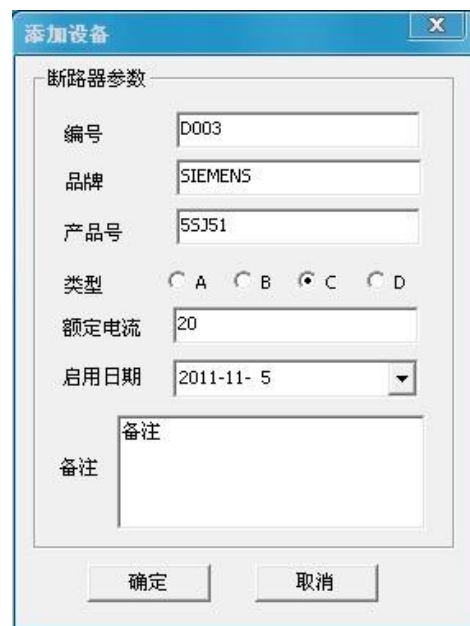 添加设备
断路器参数
编号 D003
品牌 SIEMENS
产品号 5SJ51
类型 A B C D
额定电流 20
启用日期 2011-11- 5
备注 备注
确定 取消